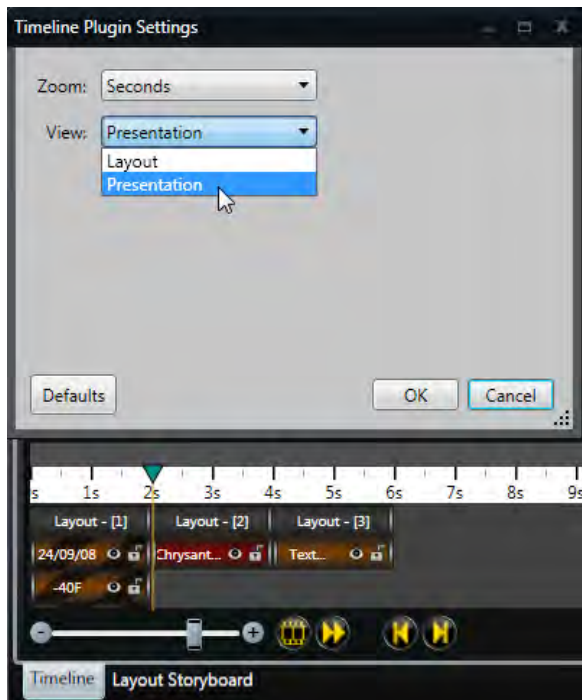 Timeline Plugin Settings
Zoom: Seconds
View: Presentation
Layout
Presentation
Defaults OK Cancel
s 1s 2s 3s 4s 5s 6s 7s 8s 9s
Layout - [1] Layout - [2] Layout - [3]
24/09/08 Chrysant... Text...
-40F
Timeline Layout Storyboard